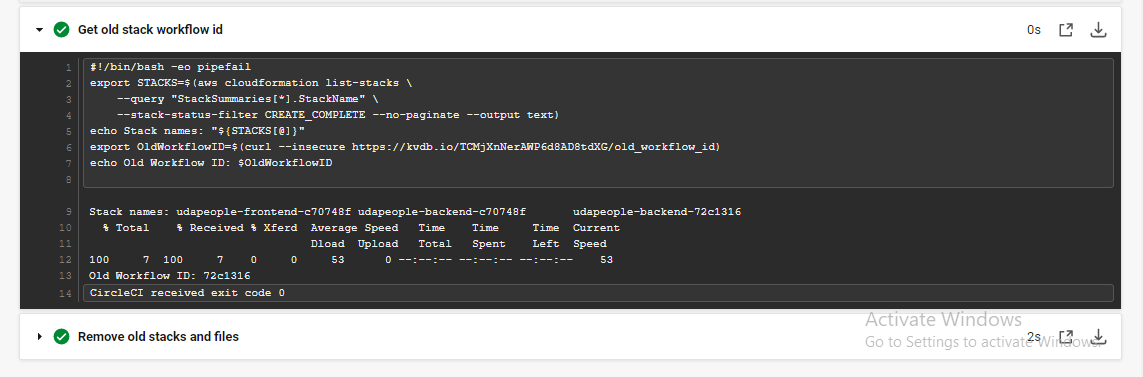 Get old stack workflow id
0s
1 #!/bin/bash -eo pipefail
2 export STACKS=$(aws cloudformation list-stacks \
3     --query "StackSummaries[*].StackName" \
4     --stack-status-filter CREATE_COMPLETE --no-paginate --output text)
5 echo Stack names: "${STACKS[@]}"
6 export OldWorkflowID=$(curl --insecure https://kvdb.io/TCMjXnNerAWP6d8AD8tdXG/old_workflow_id)
7 echo Old Workflow ID: $OldWorkflowID
8
9 Stack names: udapeople-frontend-c70748f udapeople-backend-c70748f       udapeople-backend-72c1316
10   % Total    % Received % Xferd  Average Speed   Time    Time     Time  Current
11                                  Dload  Upload   Total   Spent    Left  Speed
12 100     7  100     7    0     0     53      0 --:--:-- --:--:-- --:--:--    53
13 Old Workflow ID: 72c1316
14 CircleCI received exit code 0
Remove old stacks and files
2s
Activate Windows
Go to Settings to activate Windows.